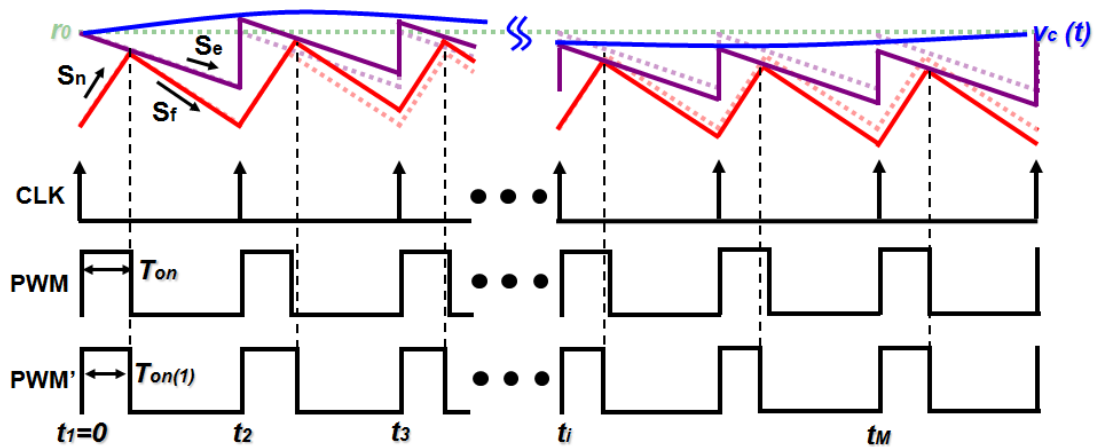 r0
vc (t)
Se
Sn
Sf
CLK
Ton
PWM
Ton(1)
PWM'
t1=0
t2
t3
ti
tM